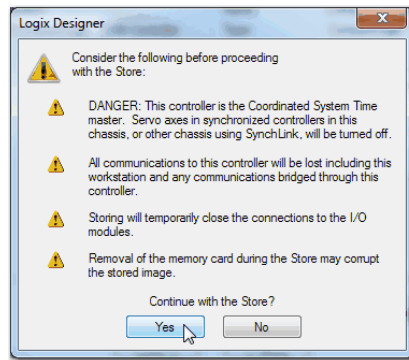 Logix Designer
Consider the following before proceeding
with the Store:
DANGER: This controller is the Coordinated System Time
master. Servo axes in synchronized controllers in this
chassis, or other chassis using SynchLink, will be turned off.
All communications to this controller will be lost including this
workstation and any communications bridged through this
controller.
Storing will temporarily close the connections to the I/O
modules.
Removal of the memory card during the Store may corrupt
the stored image.
Continue with the Store?
Yes No